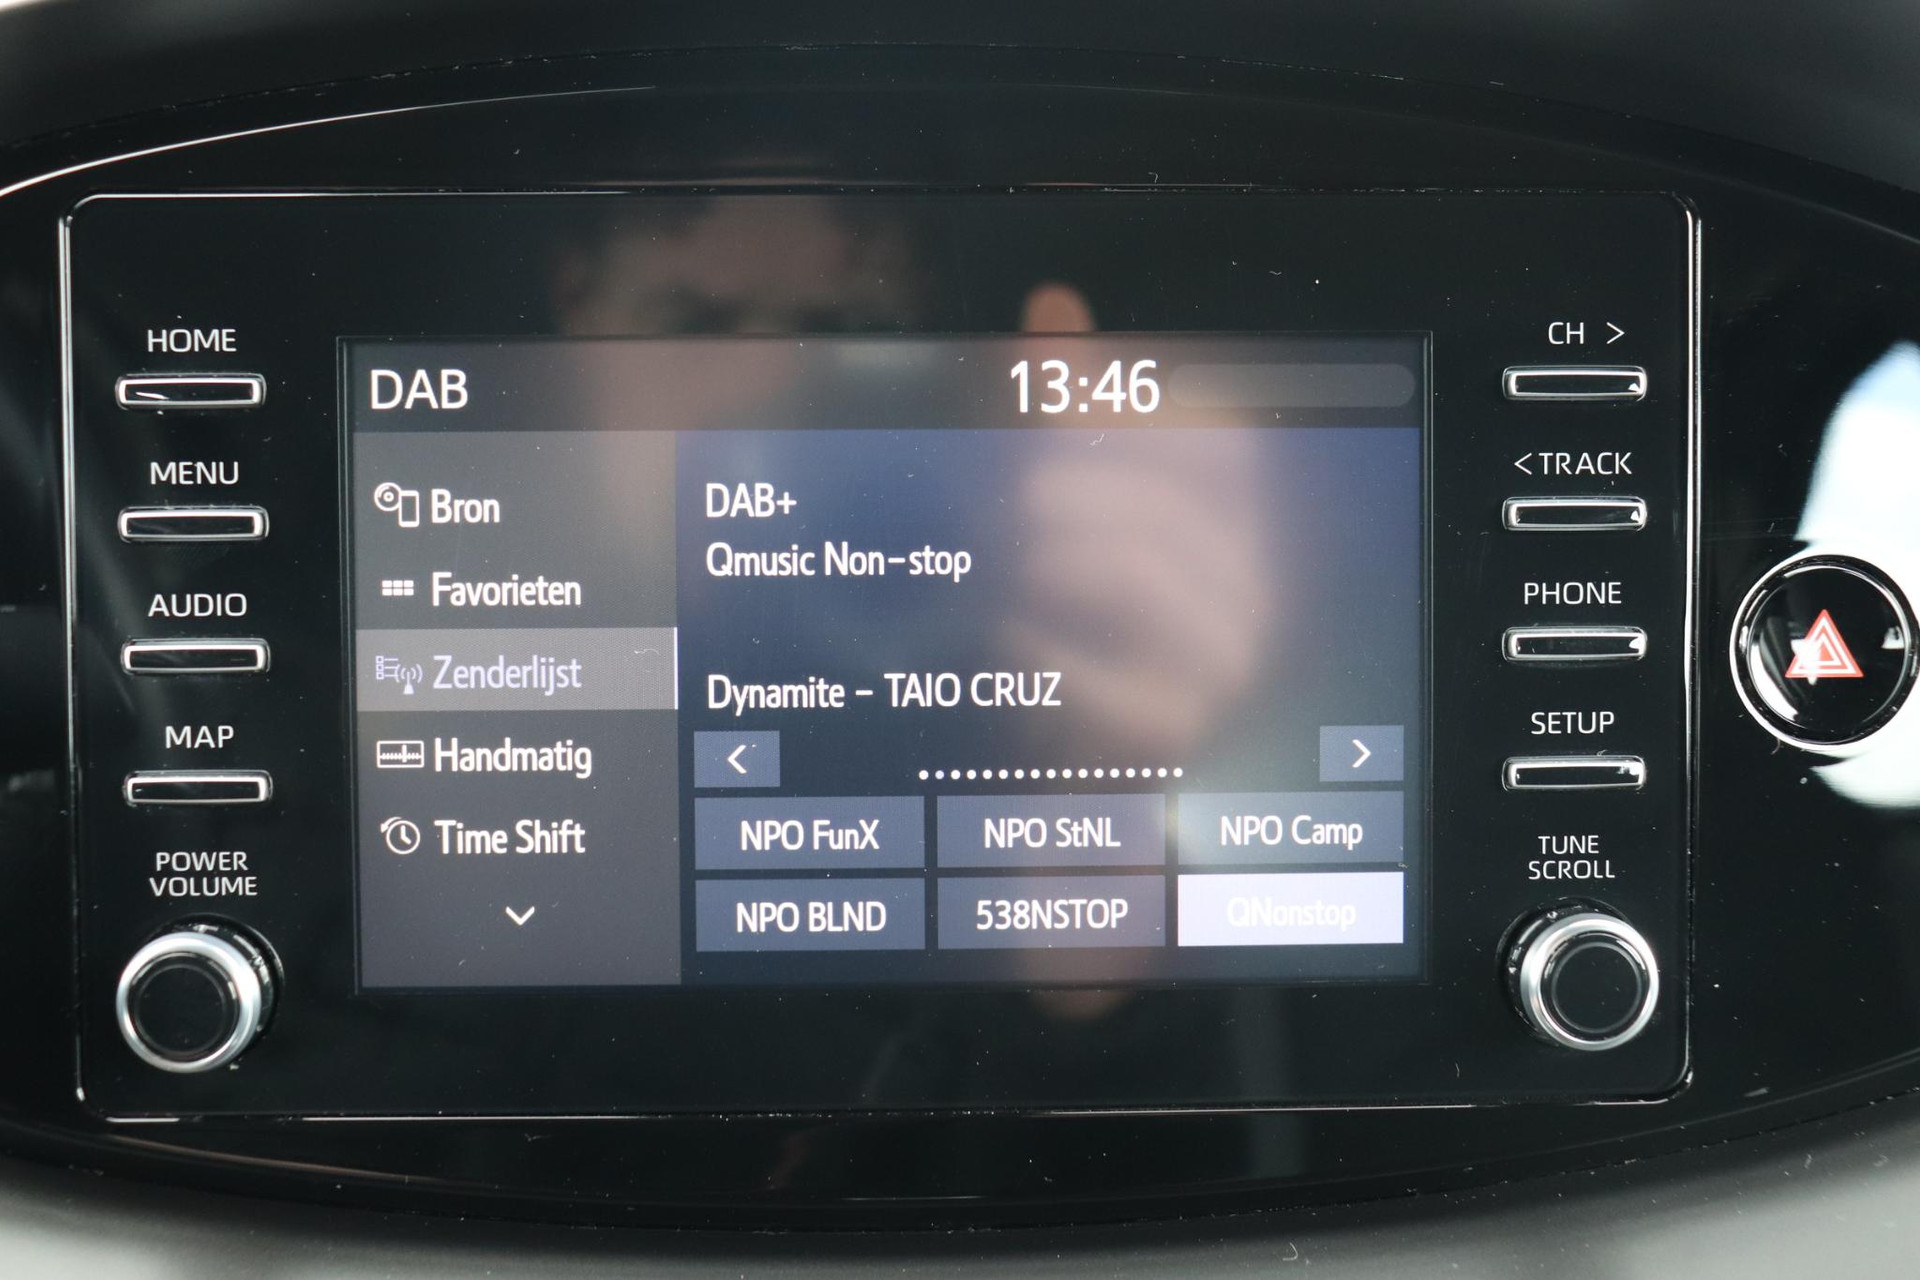 HOME
MENU
AUDIO
MAP
POWER
VOLUME
DAB
13:46
Bron
Favorieten
Zenderlijst
Handmatig
Time Shift
DAB+
Qmusic Non-stop
Dynamite - TAIO CRUZ
< >
NPO FunX NPO StNL NPO Camp
NPO BLND 538NSTOP QNonstop
CH >
< TRACK
PHONE
SETUP
TUNE
SCROLL